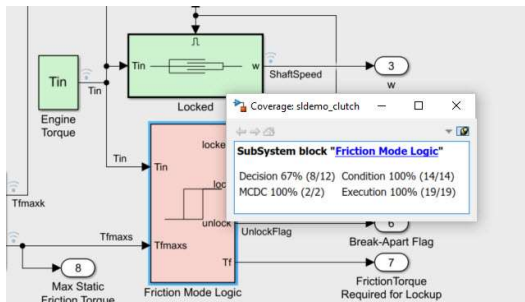 Tin
w
ShaftSpeed
3
w
Locked
Tin
Tin
Engine
Torque
Coverage: sldemo_clutch
SubSystem block "Friction Mode Logic"
Decision 67% (8/12) Condition 100% (14/14)
MCDC 100% (2/2) Execution 100% (19/19)
Tin
Tin
locke
loc
unlock
UnlockFlag
6
Break-Apart Flag
Tfmaxk
Tfmaxs
Tfmaxs
Tf
7
FrictionTorque
Required for Lockup
8
Max Static
Friction Torque
Friction Mode Logic